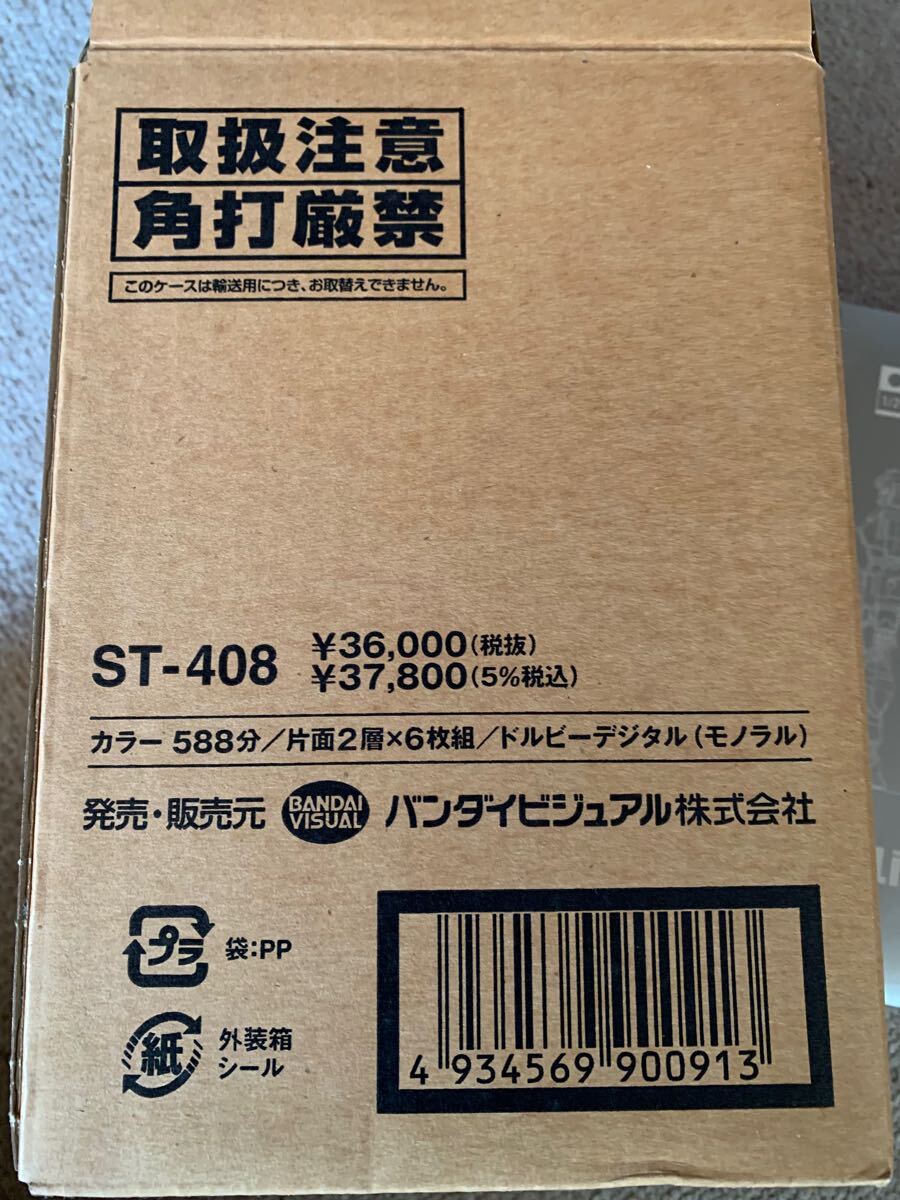 取扱注意
角打厳禁
このケースは輸送用につき、お取替えできません。
ST-408
¥36,000(税抜)
¥37,800(5%税込)
カラー 588分/片面2層×6枚組/ドルビーデジタル(モノラル)
発売・販売元 BANDAI VISUAL バンダイビジュアル株式会社
プラ 袋:PP
紙 外装箱
シール
4 934569 900913